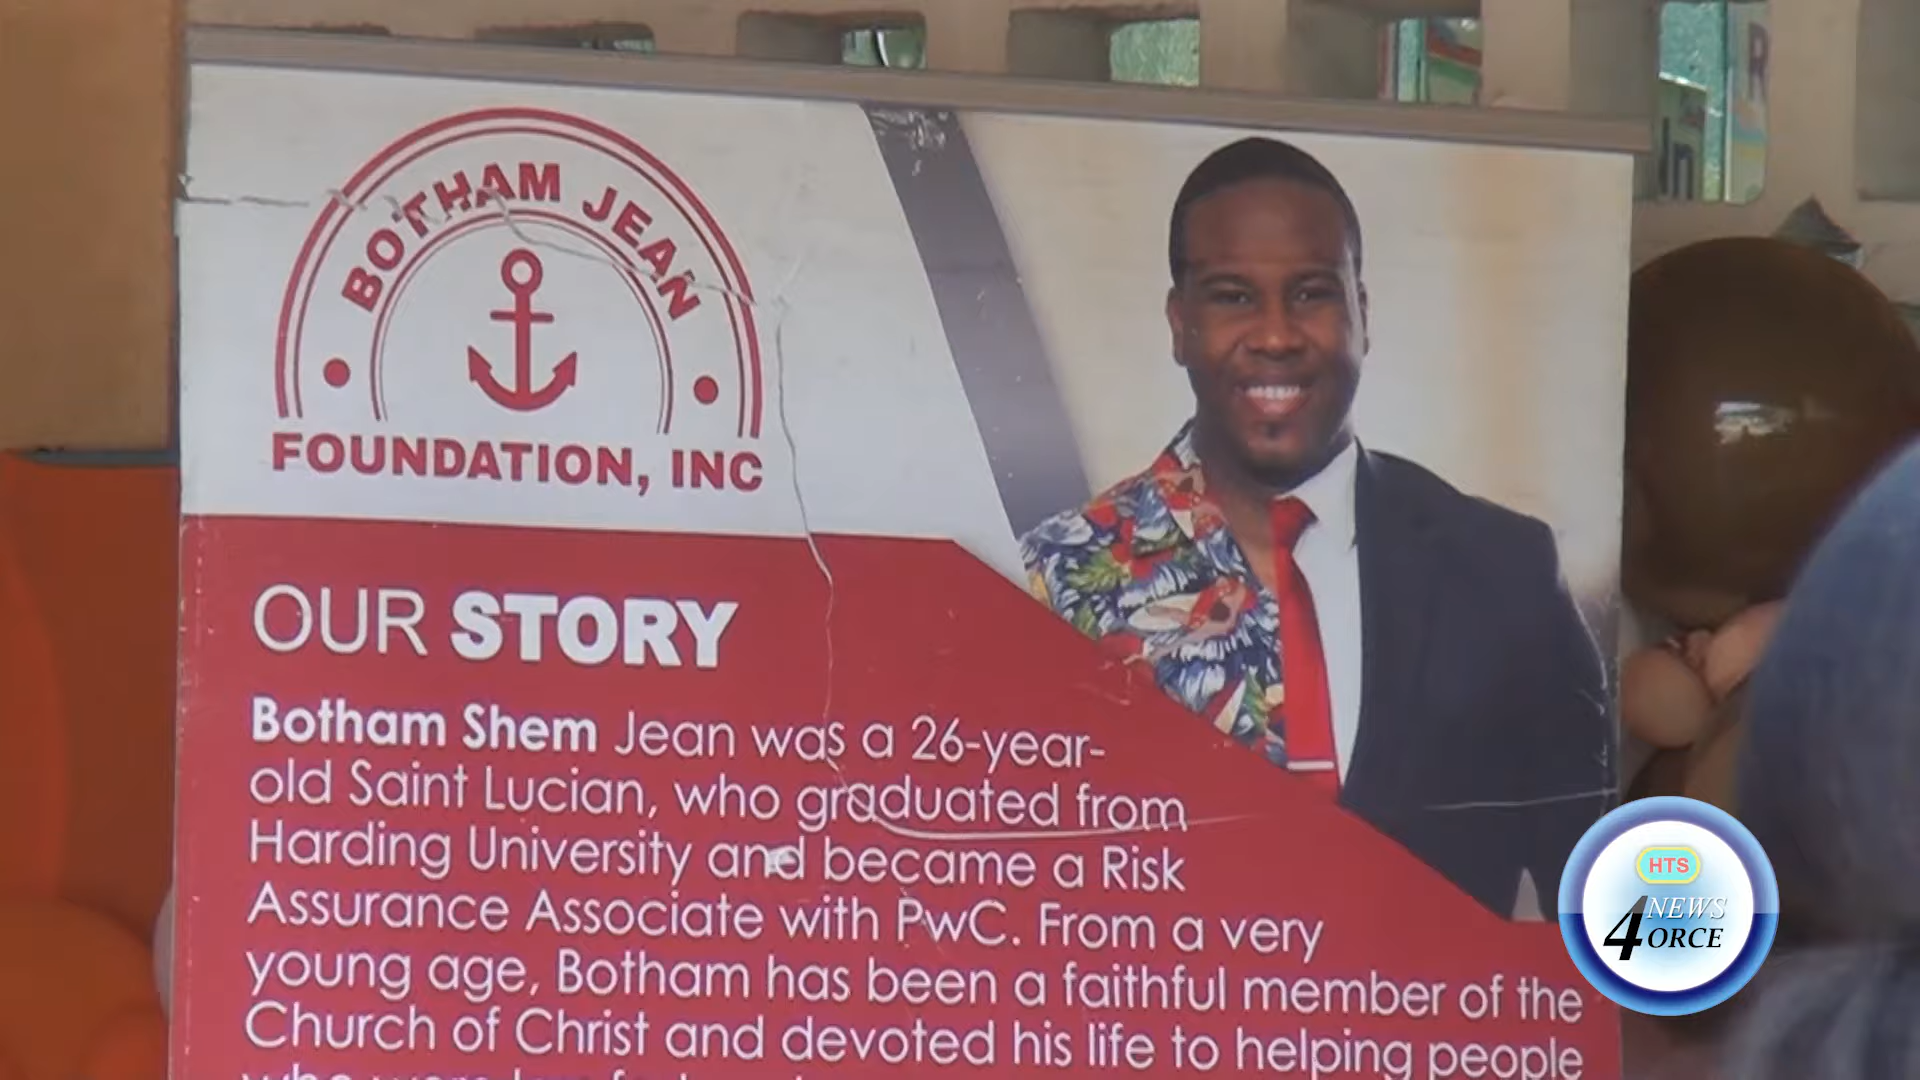 BOTHAM JEAN
FOUNDATION, INC
OUR STORY
Botham Shem Jean was a 26-year-
old Saint Lucian, who graduated from
Harding University and became a Risk
Assurance Associate with PwC. From a very
young age, Botham has been a faithful member of the
Church of Christ and devoted his life to helping people
HTS
NEWS
4ORCE